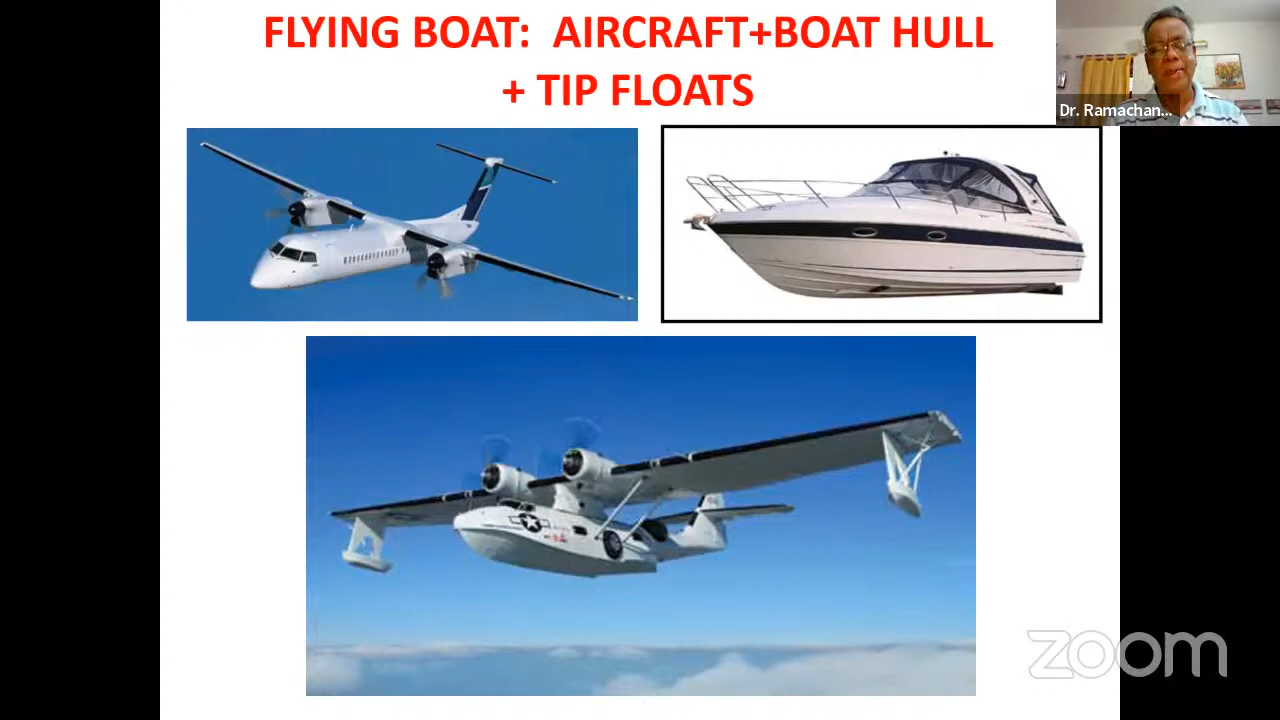 FLYING BOAT:  AIRCRAFT+BOAT HULL
+ TIP FLOATS
Dr. Ramachan...
zoom